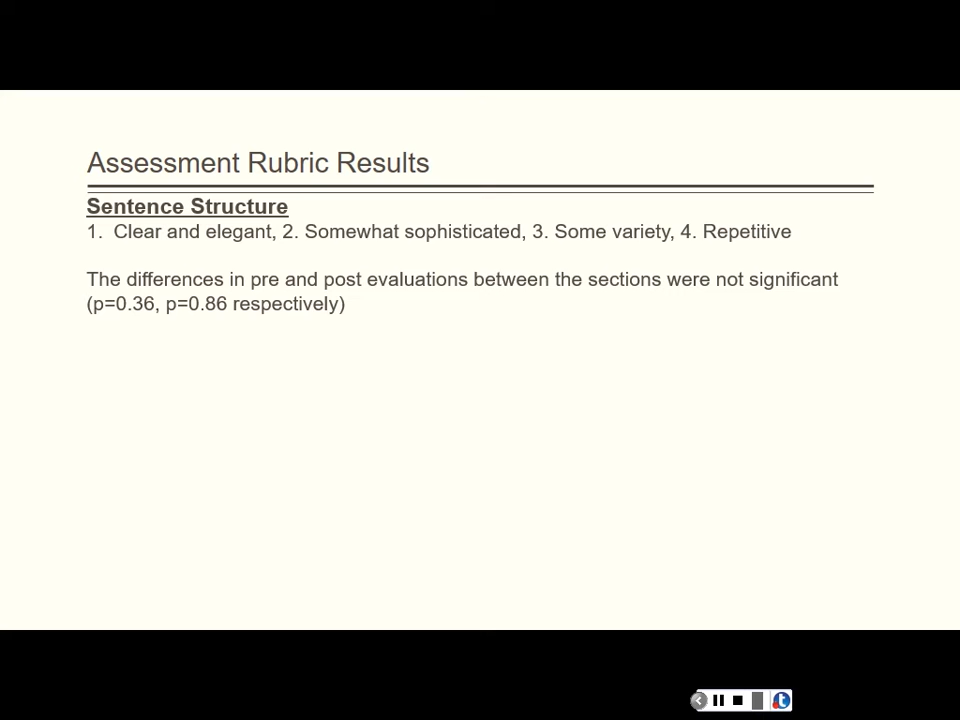 Assessment Rubric Results
Sentence Structure
1. Clear and elegant, 2. Somewhat sophisticated, 3. Some variety, 4. Repetitive
The differences in pre and post evaluations between the sections were not significant
(p=0.36, p=0.86 respectively)